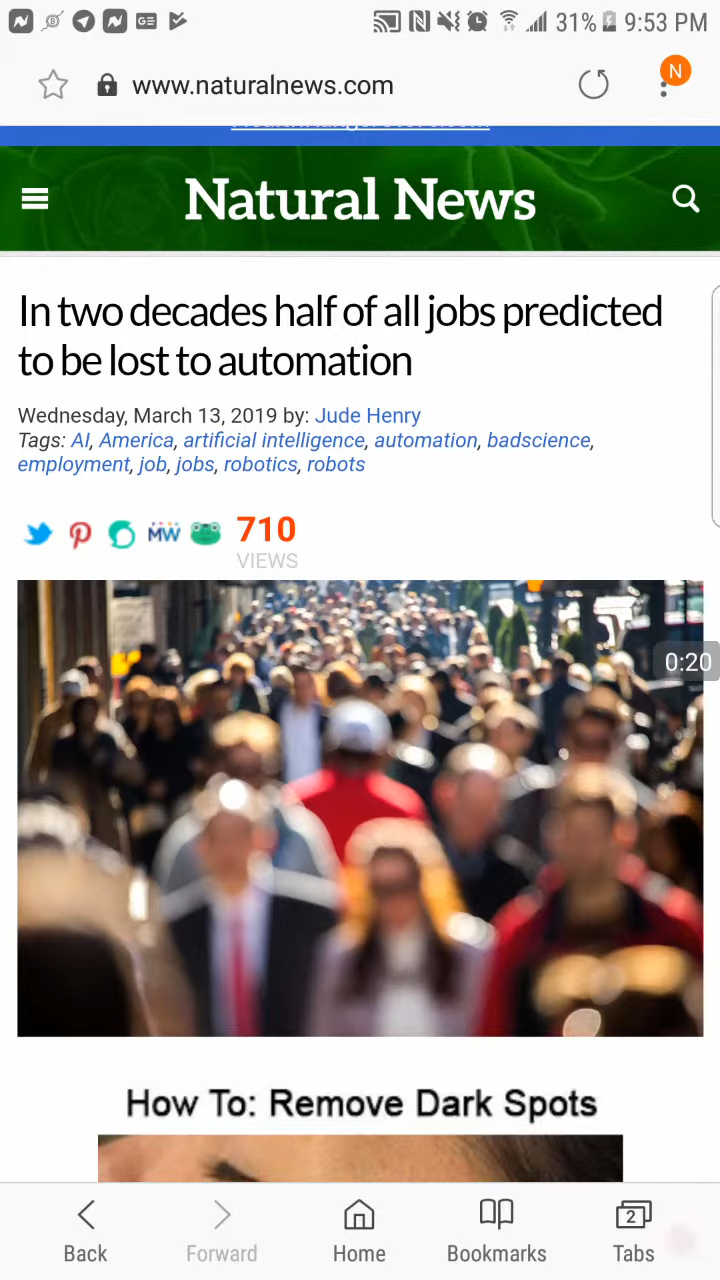 31% 9:53 PM
www.naturalnews.com
N
Natural News
In two decades half of all jobs predicted
to be lost to automation
Wednesday, March 13, 2019 by: Jude Henry
Tags: AI, America, artificial intelligence, automation, badscience,
employment, job, jobs, robotics, robots
MW
710
VIEWS
0:20
How To: Remove Dark Spots
2
Back Forward Home Bookmarks Tabs